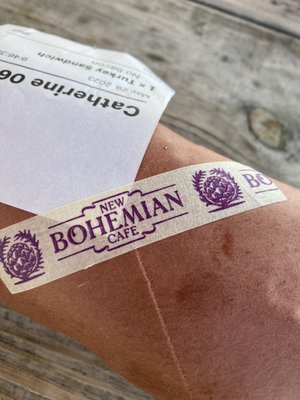 Catherine 06
May 29, 2023
1 × Turkey Sandwich
No bacon
NEW
BOHEMIAN
CAFE
BO